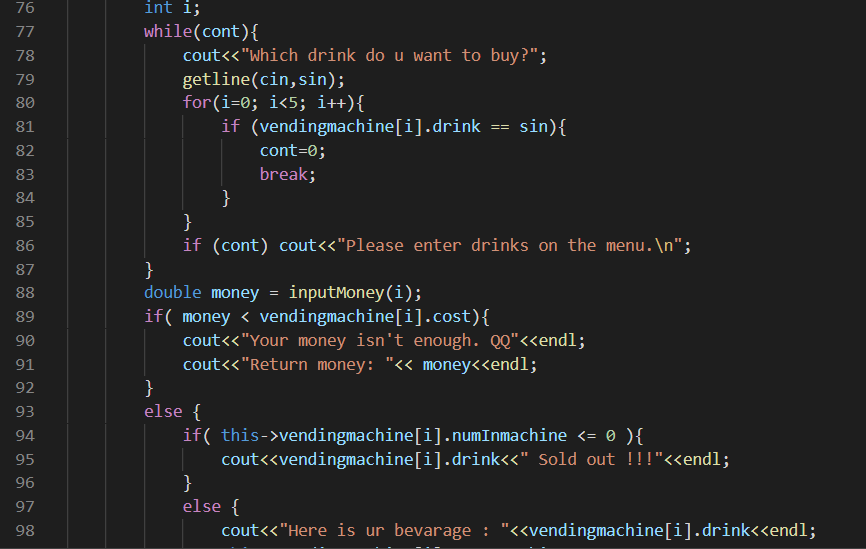 76 int i;
77 while(cont){
78 cout<<"Which drink do u want to buy?";
79 getline(cin,sin);
80 for(i=0; i<5; i++){
81 if (vendingmachine[i].drink == sin){
82 cont=0;
83 break;
84 }
85 }
86 if (cont) cout<<"Please enter drinks on the menu.\n";
87 }
88 double money = inputMoney(i);
89 if( money < vendingmachine[i].cost){
90 cout<<"Your money isn't enough. QQ"<<endl;
91 cout<<"Return money: "<< money<<endl;
92 }
93 else {
94 if( this->vendingmachine[i].numInmachine <= 0 ){
95 cout<<vendingmachine[i].drink<<" Sold out !!!"<<endl;
96 }
97 else {
98 cout<<"Here is ur bevarage : "<<vendingmachine[i].drink<<endl;